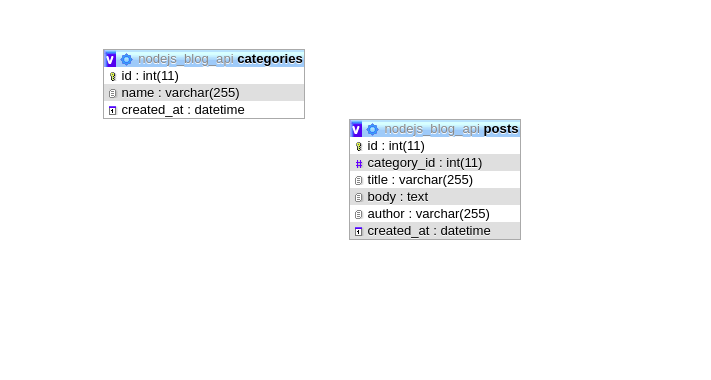 v nodejs_blog_api categories
id : int(11)
name : varchar(255)
created_at : datetime
v nodejs_blog_api posts
id : int(11)
# category_id : int(11)
title : varchar(255)
body : text
author : varchar(255)
created_at : datetime